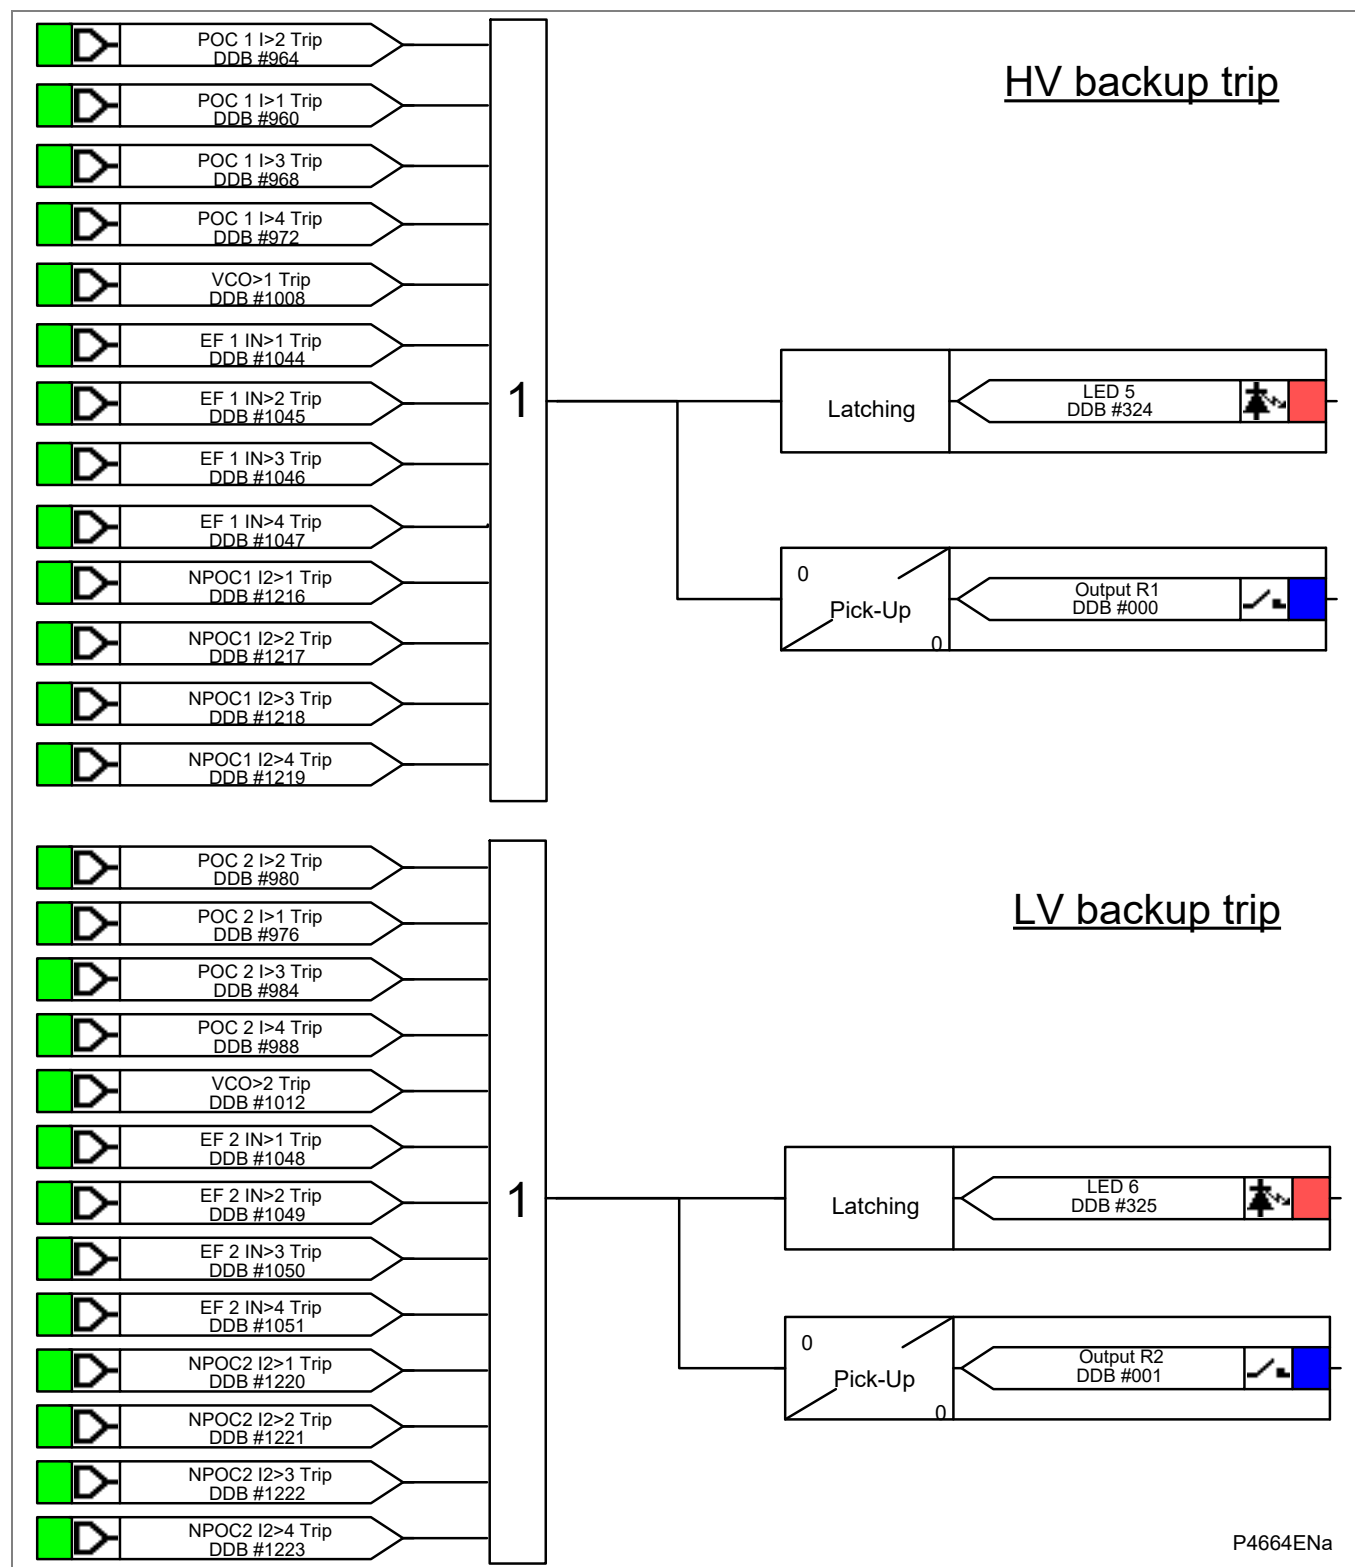 POC 1 I>2 Trip
DDB #964
POC 1 I>1 Trip
DDB #960
POC 1 I>3 Trip
DDB #968
POC 1 I>4 Trip
DDB #972
VCO>1 Trip
DDB #1008
EF 1 IN>1 Trip
DDB #1044
EF 1 IN>2 Trip
DDB #1045
EF 1 IN>3 Trip
DDB #1046
EF 1 IN>4 Trip
DDB #1047
NPOC1 I2>1 Trip
DDB #1216
NPOC1 I2>2 Trip
DDB #1217
NPOC1 I2>3 Trip
DDB #1218
NPOC1 I2>4 Trip
DDB #1219
1
HV backup trip
Latching
LED 5
DDB #324
0
Pick-Up
0
Output R1
DDB #000
POC 2 I>2 Trip
DDB #980
POC 2 I>1 Trip
DDB #976
POC 2 I>3 Trip
DDB #984
POC 2 I>4 Trip
DDB #988
VCO>2 Trip
DDB #1012
EF 2 IN>1 Trip
DDB #1048
EF 2 IN>2 Trip
DDB #1049
EF 2 IN>3 Trip
DDB #1050
EF 2 IN>4 Trip
DDB #1051
NPOC2 I2>1 Trip
DDB #1220
NPOC2 I2>2 Trip
DDB #1221
NPOC2 I2>3 Trip
DDB #1222
NPOC2 I2>4 Trip
DDB #1223
1
LV backup trip
Latching
LED 6
DDB #325
0
Pick-Up
0
Output R2
DDB #001
P4664ENa